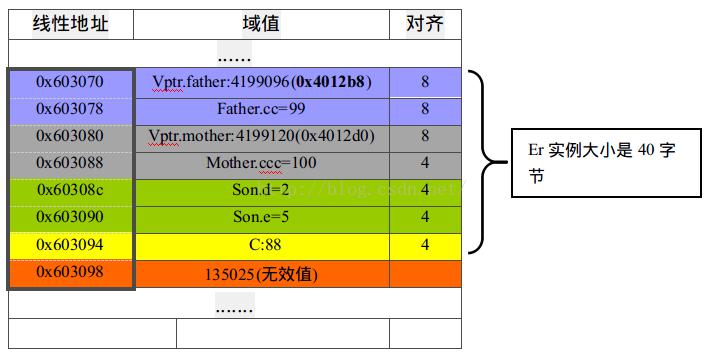 线性地址 域值 对齐
......
0x603070 Vptr.father:4199096(0x4012b8) 8
0x603078 Father.cc=99 8
0x603080 Vptr.mother:4199120(0x4012d0) 8
0x603088 Mother.ccc=100 4
0x60308c Son.d=2 4
0x603090 Son.e=5 4
0x603094 C:88 4
0x603098 135025(无效值)
.......
Er 实例大小是 40 字
节
http://blog.csdn.net/